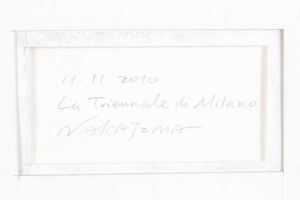 11.11.2010
La Triennale di Milano
NAKAJIMA